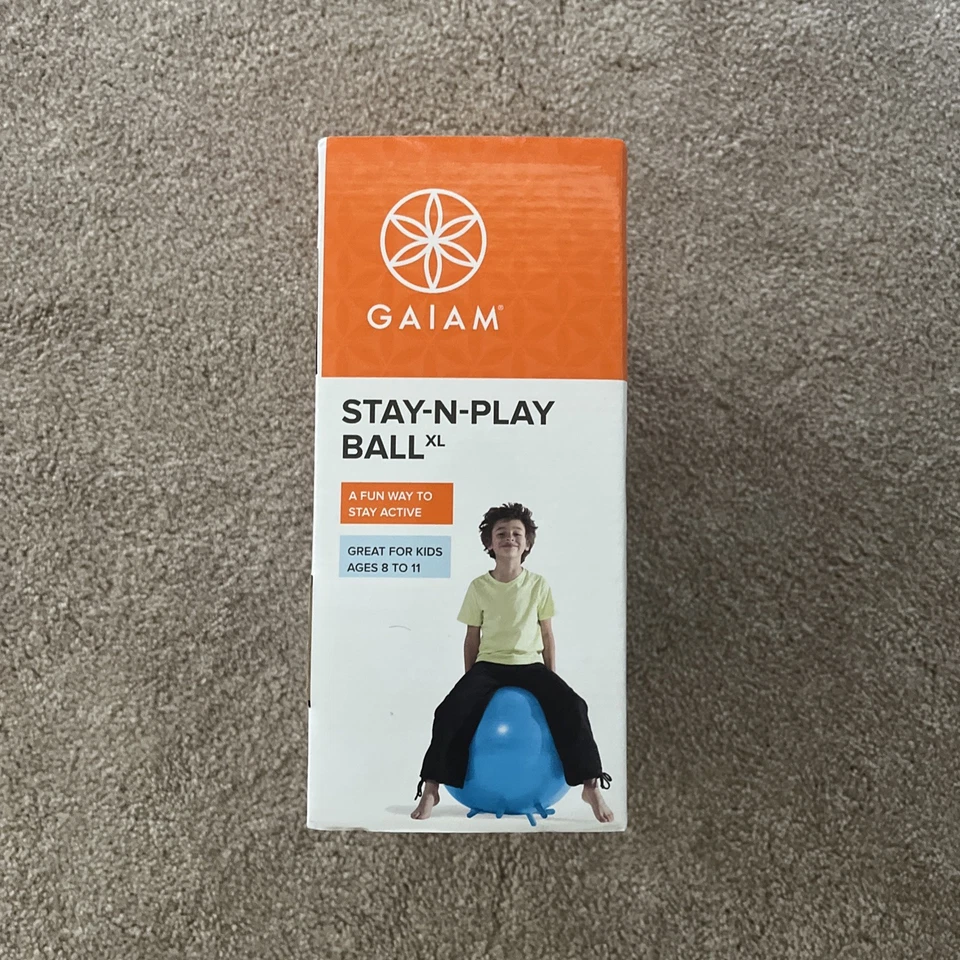 GAIAM®
STAY-N-PLAY
BALL XL
A FUN WAY TO
STAY ACTIVE
GREAT FOR KIDS
AGES 8 TO 11